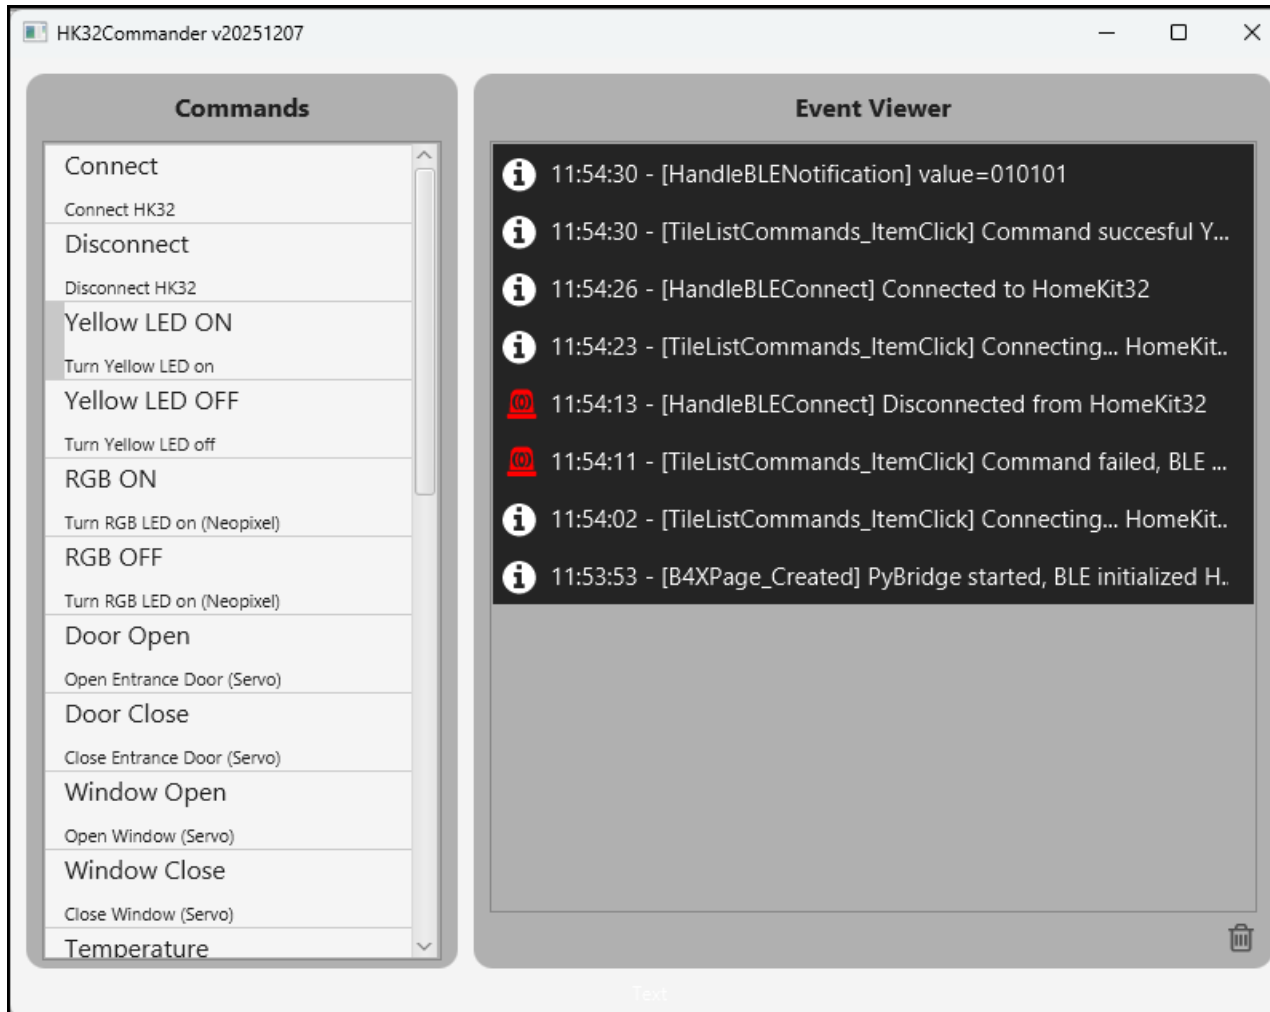 HK32Commander v20251207
Commands
Connect
Connect HK32
Disconnect
Disconnect HK32
Yellow LED ON
Turn Yellow LED on
Yellow LED OFF
Turn Yellow LED off
RGB ON
Turn RGB LED on (Neopixel)
RGB OFF
Turn RGB LED on (Neopixel)
Door Open
Open Entrance Door (Servo)
Door Close
Close Entrance Door (Servo)
Window Open
Open Window (Servo)
Window Close
Close Window (Servo)
Temperature
Event Viewer
11:54:30 - [HandleBLENotification] value=010101
11:54:30 - [TileListCommands_ItemClick] Command succesful Y...
11:54:26 - [HandleBLEConnect] Connected to HomeKit32
11:54:23 - [TileListCommands_ItemClick] Connecting... HomeKit..
11:54:13 - [HandleBLEConnect] Disconnected from HomeKit32
11:54:11 - [TileListCommands_ItemClick] Command failed, BLE ...
11:54:02 - [TileListCommands_ItemClick] Connecting... HomeKit..
11:53:53 - [B4XPage_Created] PyBridge started, BLE initialized H..
Text